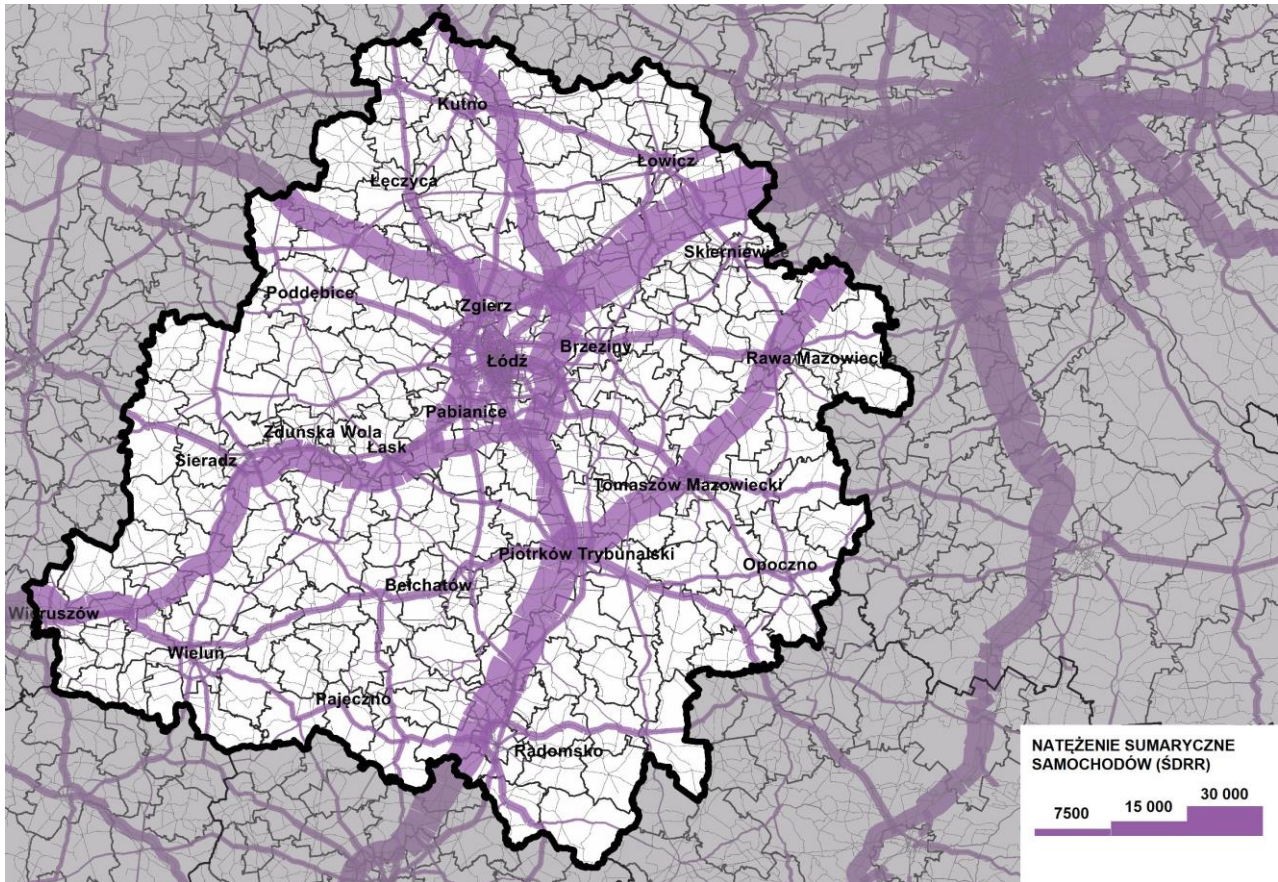 Kutno
Łowicz
Łęczyca
Skierniewice
Poddębice
Zgierz
Brzeziny
Rawa Mazowiecka
Łódź
Pabianice
Zduńska Wola
Łask
Sieradz
Tomaszów Mazowiecki
Piotrków Trybunalski
Opoczno
Bełchatów
Wieruszów
Wieluń
Pajęczno
Radomsko
NATĘŻENIE SUMARYCZNE
SAMOCHODÓW (ŚDRR)
7500 15 000 30 000